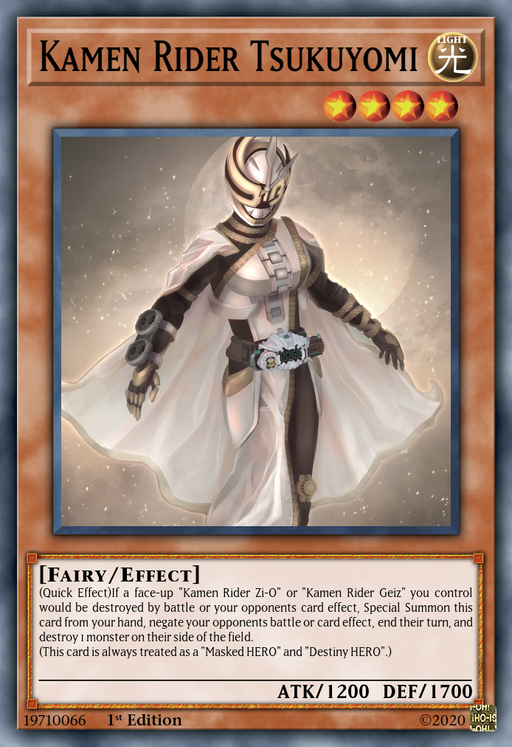 KAMEN RIDER TSUKUYOMI
LIGHT
光
[FAIRY/EFFECT]
(Quick Effect)If a face-up "Kamen Rider Zi-O" or "Kamen Rider Geiz" you control
would be destroyed by battle or your opponents card effect, Special Summon this
card from your hand, negate your opponents battle or card effect, end their turn, and
destroy 1 monster on their side of the field.
(This card is always treated as a "Masked HERO" and "Destiny HERO".)
ATK/1200 DEF/1700
19710066 1st Edition ©2020